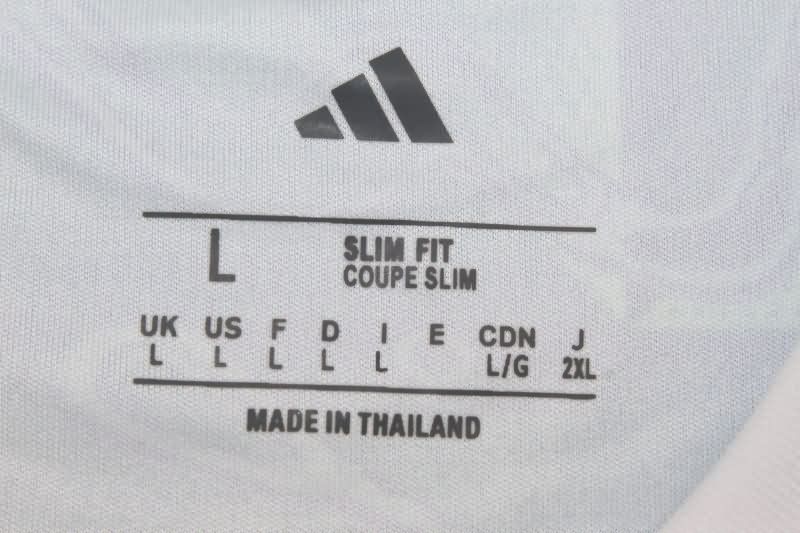 L SLIM FIT
COUPE SLIM
UK US F D I E CDN J
L L L L L L/G 2XL
MADE IN THAILAND